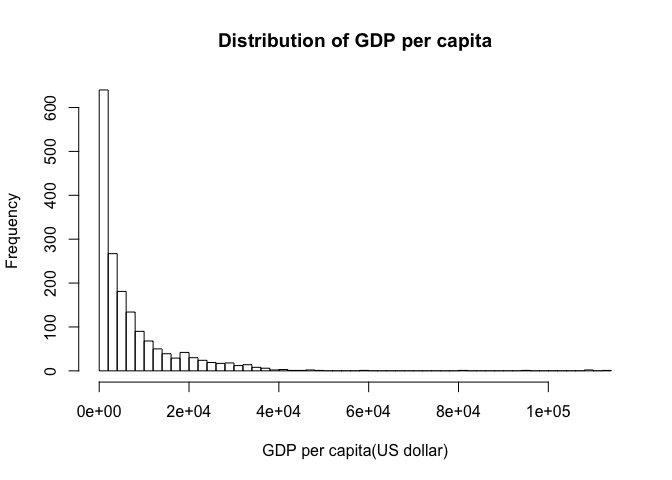 Distribution of GDP per capita
Frequency
600
500
400
300
200
100
0
0e+00 2e+04 4e+04 6e+04 8e+04 1e+05
GDP per capita(US dollar)